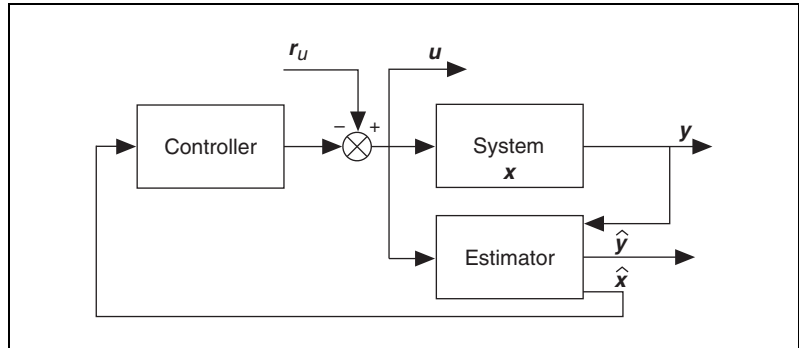 r_u
u
– +
Controller
System
x
y
Estimator
ŷ
x̂